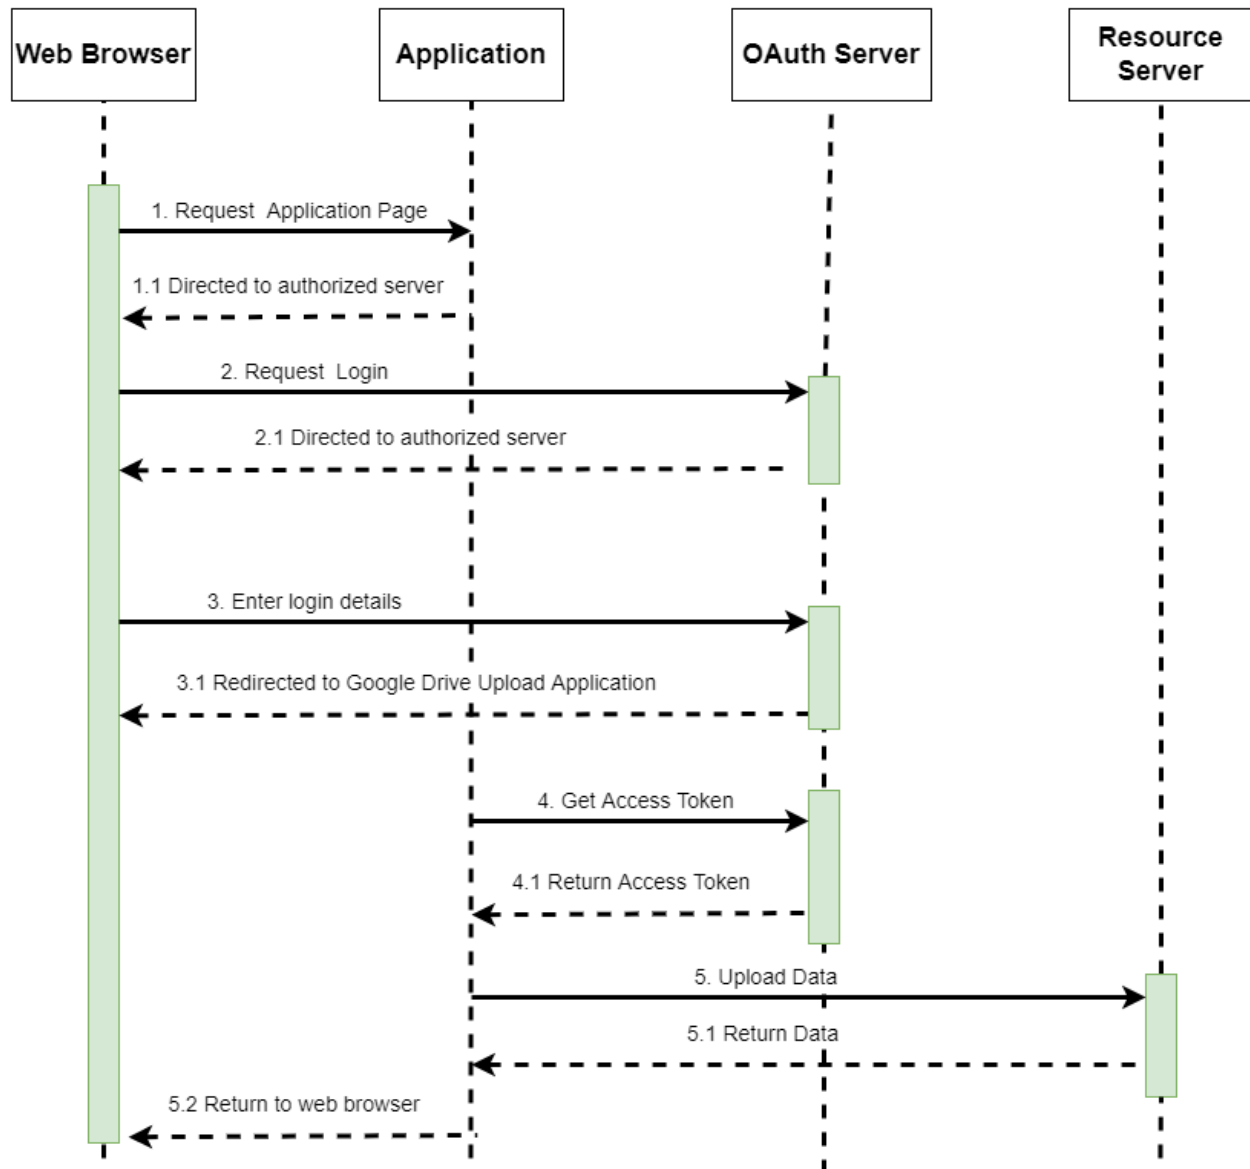 Web Browser
Application
OAuth Server
Resource
Server
1. Request  Application Page
1.1 Directed to authorized server
2. Request  Login
2.1 Directed to authorized server
3. Enter login details
3.1 Redirected to Google Drive Upload Application
4. Get Access Token
4.1 Return Access Token
5. Upload Data
5.1 Return Data
5.2 Return to web browser